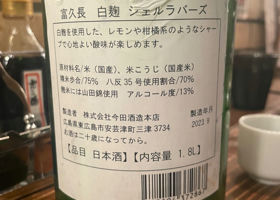 富久長 白麹 シェルラバーズ
白麹を使用した、レモンや柑橘系のようなシャープで心地よい酸味が楽しめます。
原材料名/米(国産)、米こうじ(国産米)
精米歩合/75% 八反35号使用割合/70%
麹米には山田錦使用 アルコール度/13%
株式会社今田酒造本店
広島県東広島市安芸津町三津3734
お酒は二十歳になってから。
製造年月
2023.9
【品目 日本酒】【内容量 1.8L】